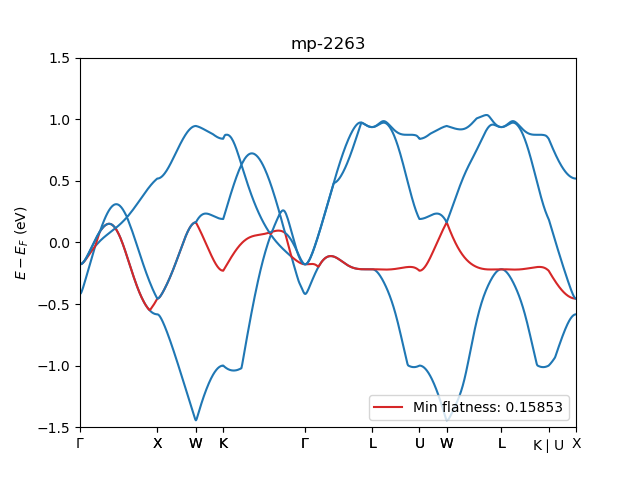 mp-2263
E − E_F (eV)
1.5
1.0
0.5
0.0
−0.5
−1.0
−1.5
Min flatness: 0.15853
Γ X W K Γ L U W L K | U X